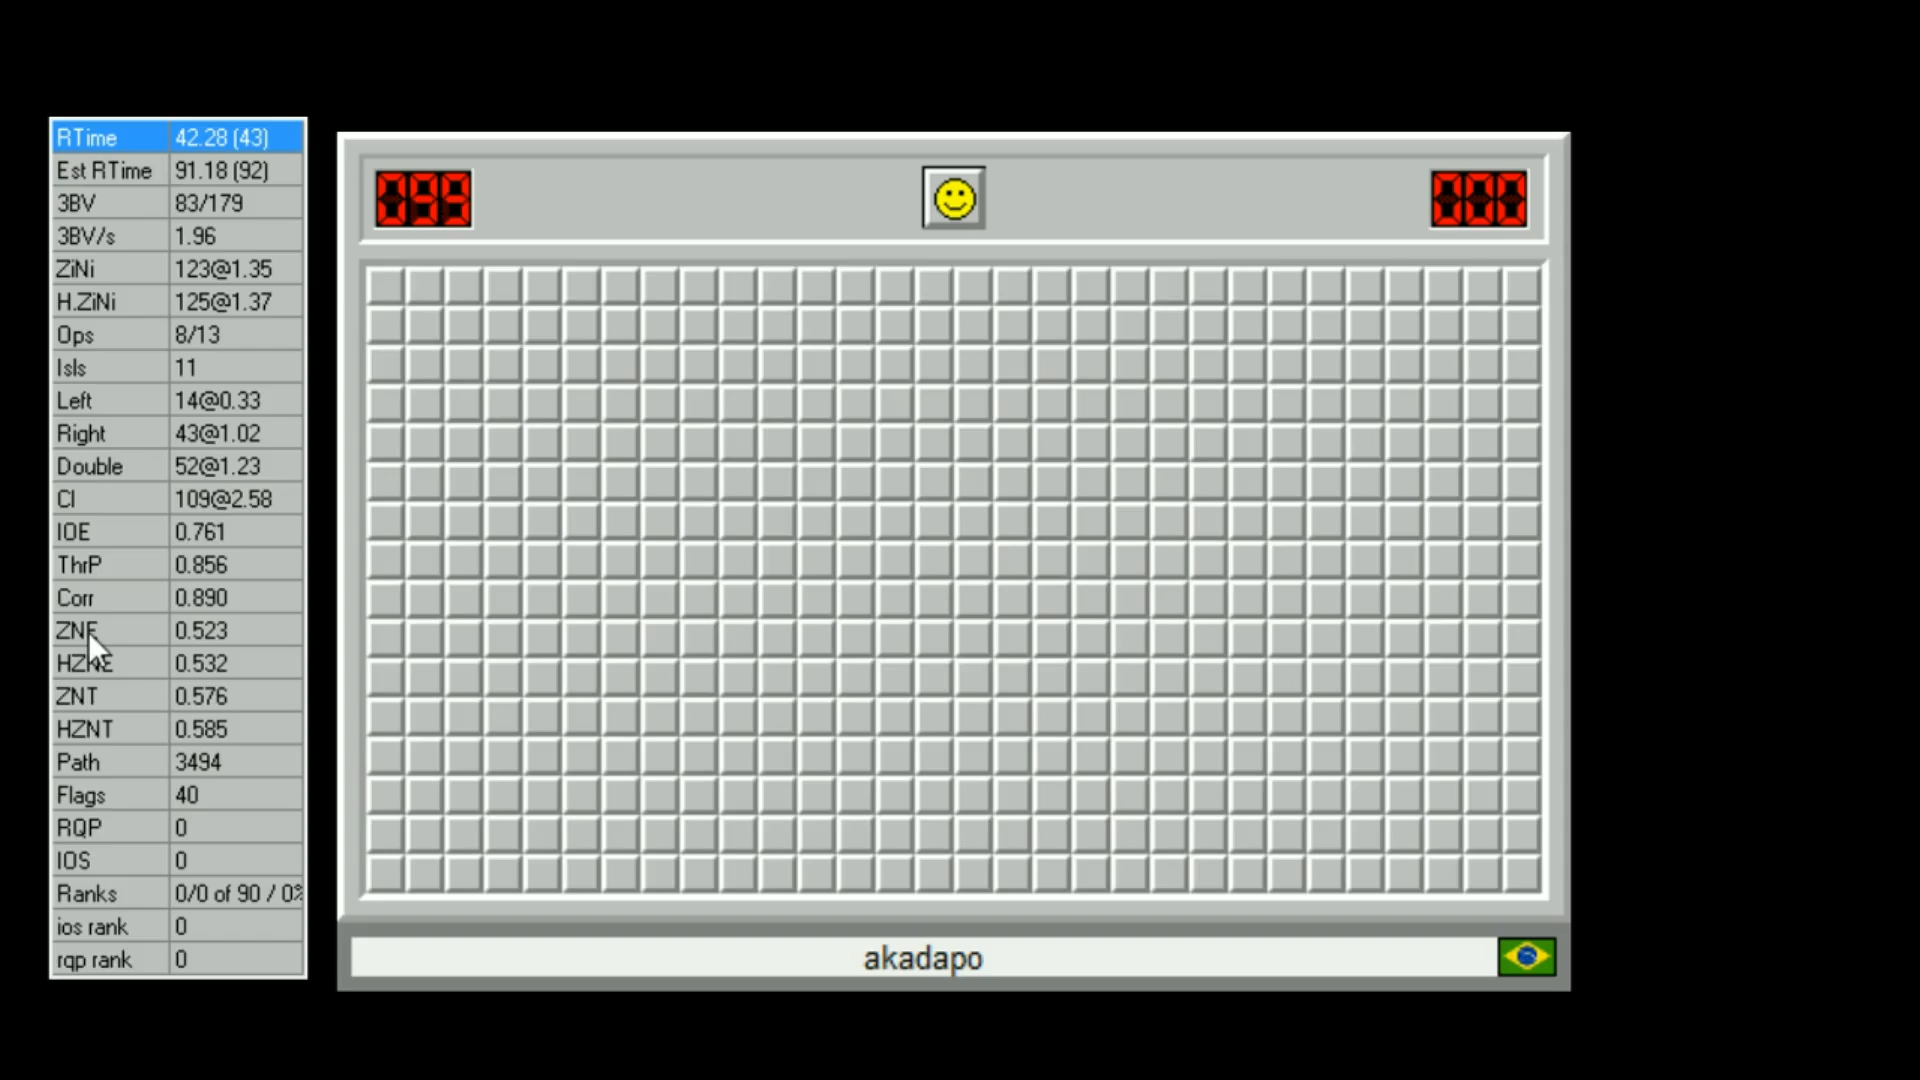 RTime 42.28 (43)
Est RTime 91.18 (92)
3BV 83/179
3BV/s 1.96
ZiNi 123@1.35
H.ZiNi 125@1.37
Ops 8/13
Isls 11
Left 14@0.33
Right 43@1.02
Double 52@1.23
Cl 109@2.58
IOE 0.761
ThrP 0.856
Corr 0.890
ZNE 0.523
HZNE 0.532
ZNT 0.576
HZNT 0.585
Path 3494
Flags 40
RQP 0
IOS 0
Ranks 0/0 of 90 / 0%
ios rank 0
rqp rank 0
akadapo